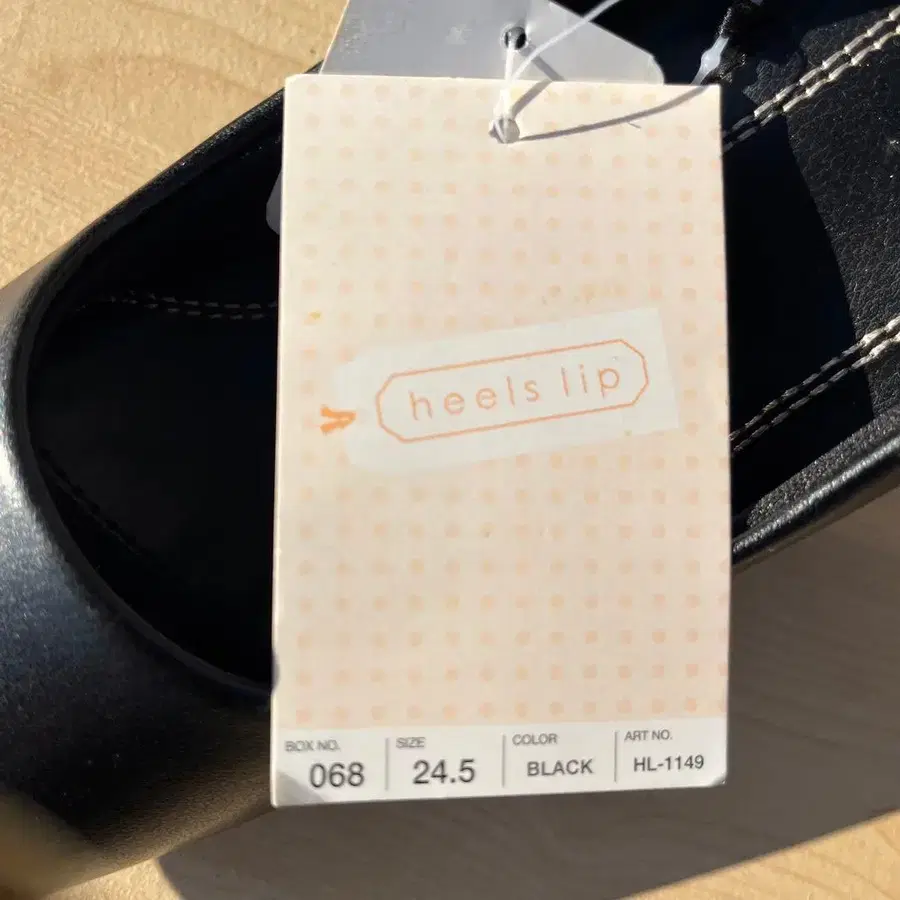 heels lip
BOX NO. SIZE COLOR ART NO.
068 24.5 BLACK HL-1149